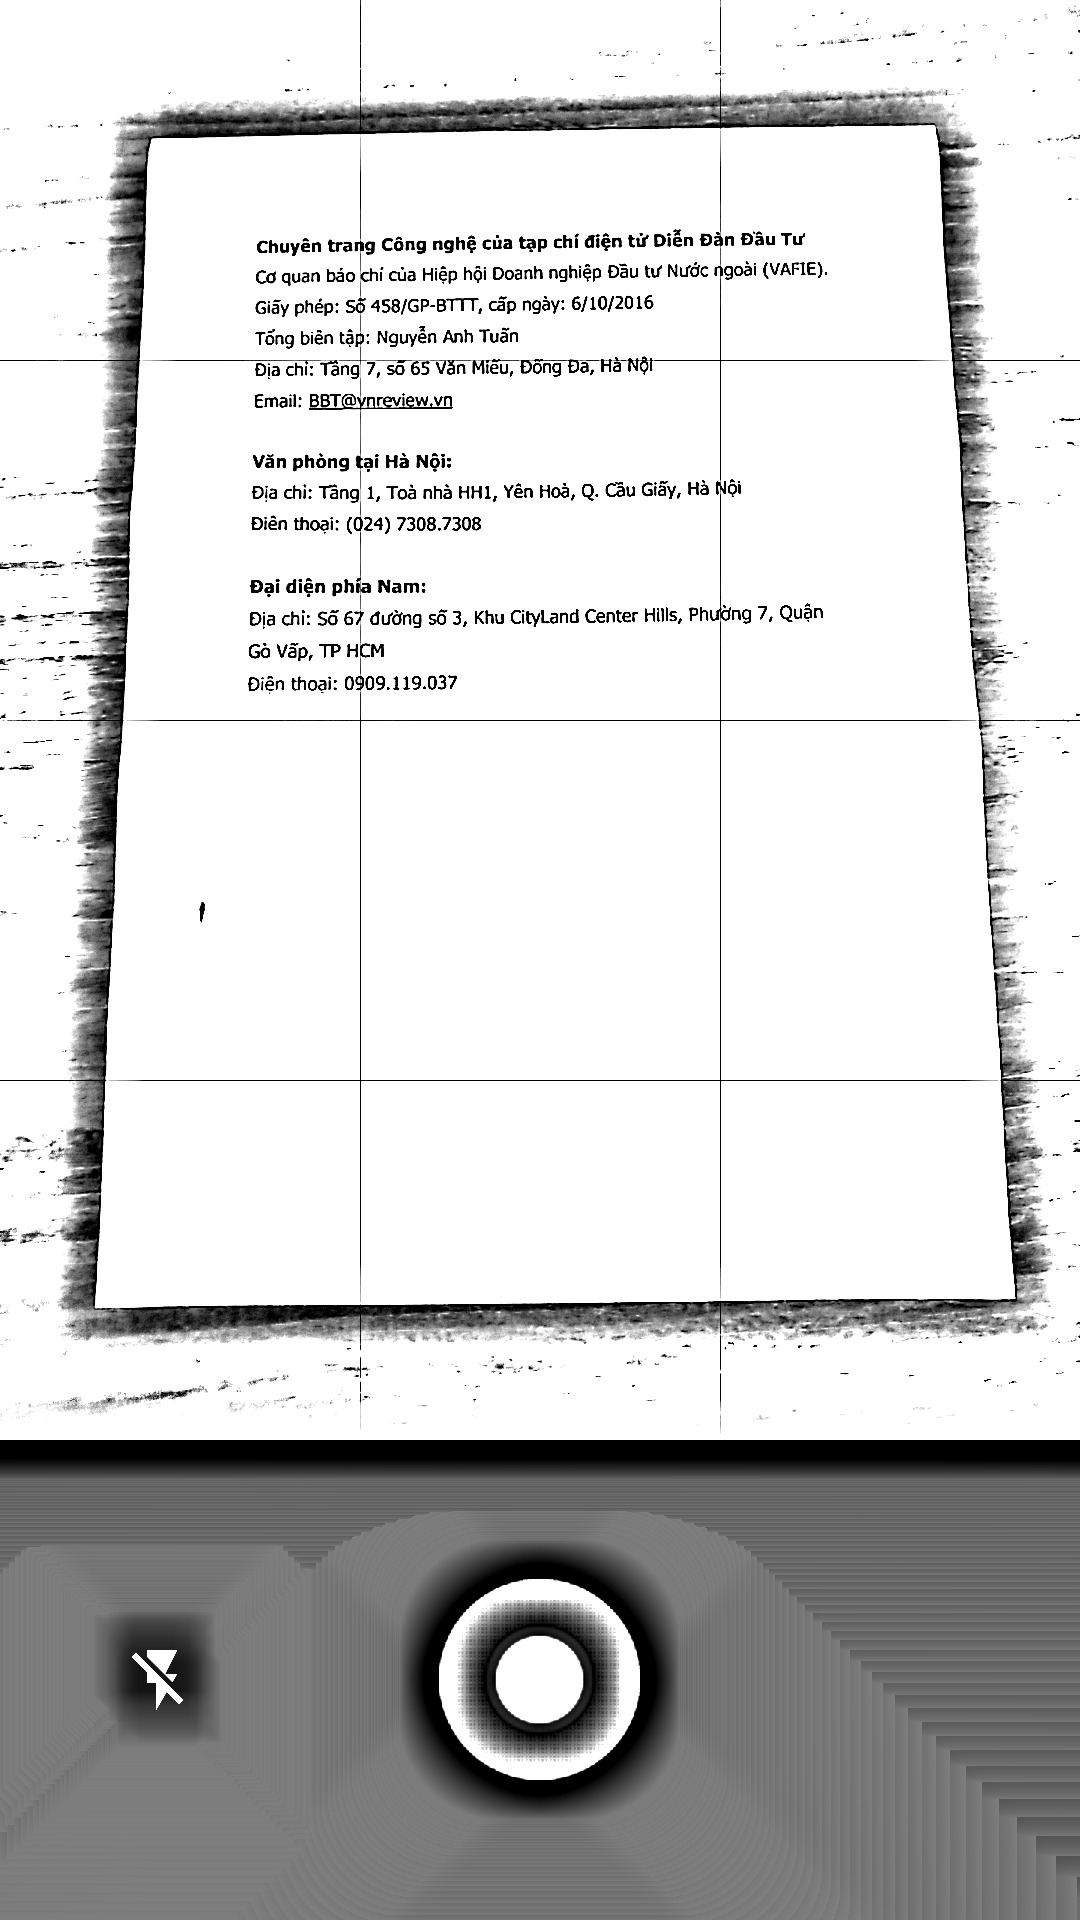 Chuyên trang Công nghệ của tạp chí điện tử Diễn Đàn Đầu Tư
Cơ quan báo chí của Hiệp hội Doanh nghiệp Đầu tư Nước ngoài (VAFIE).
Giấy phép: Số 458/GP-BTTT, cấp ngày: 6/10/2016
Tổng biên tập: Nguyễn Anh Tuấn
Địa chỉ: Tầng 7, số 65 Văn Miếu, Đống Đa, Hà Nội
Email: BBT@vnreview.vn
Văn phòng tại Hà Nội:
Địa chỉ: Tầng 1, Toà nhà HH1, Yên Hoà, Q. Cầu Giấy, Hà Nội
Điên thoại: (024) 7308.7308
Đại diện phía Nam:
Địa chỉ: Số 67 đường số 3, Khu CityLand Center Hills, Phường 7, Quận
Gò Vấp, TP HCM
Điện thoại: 0909.119.037